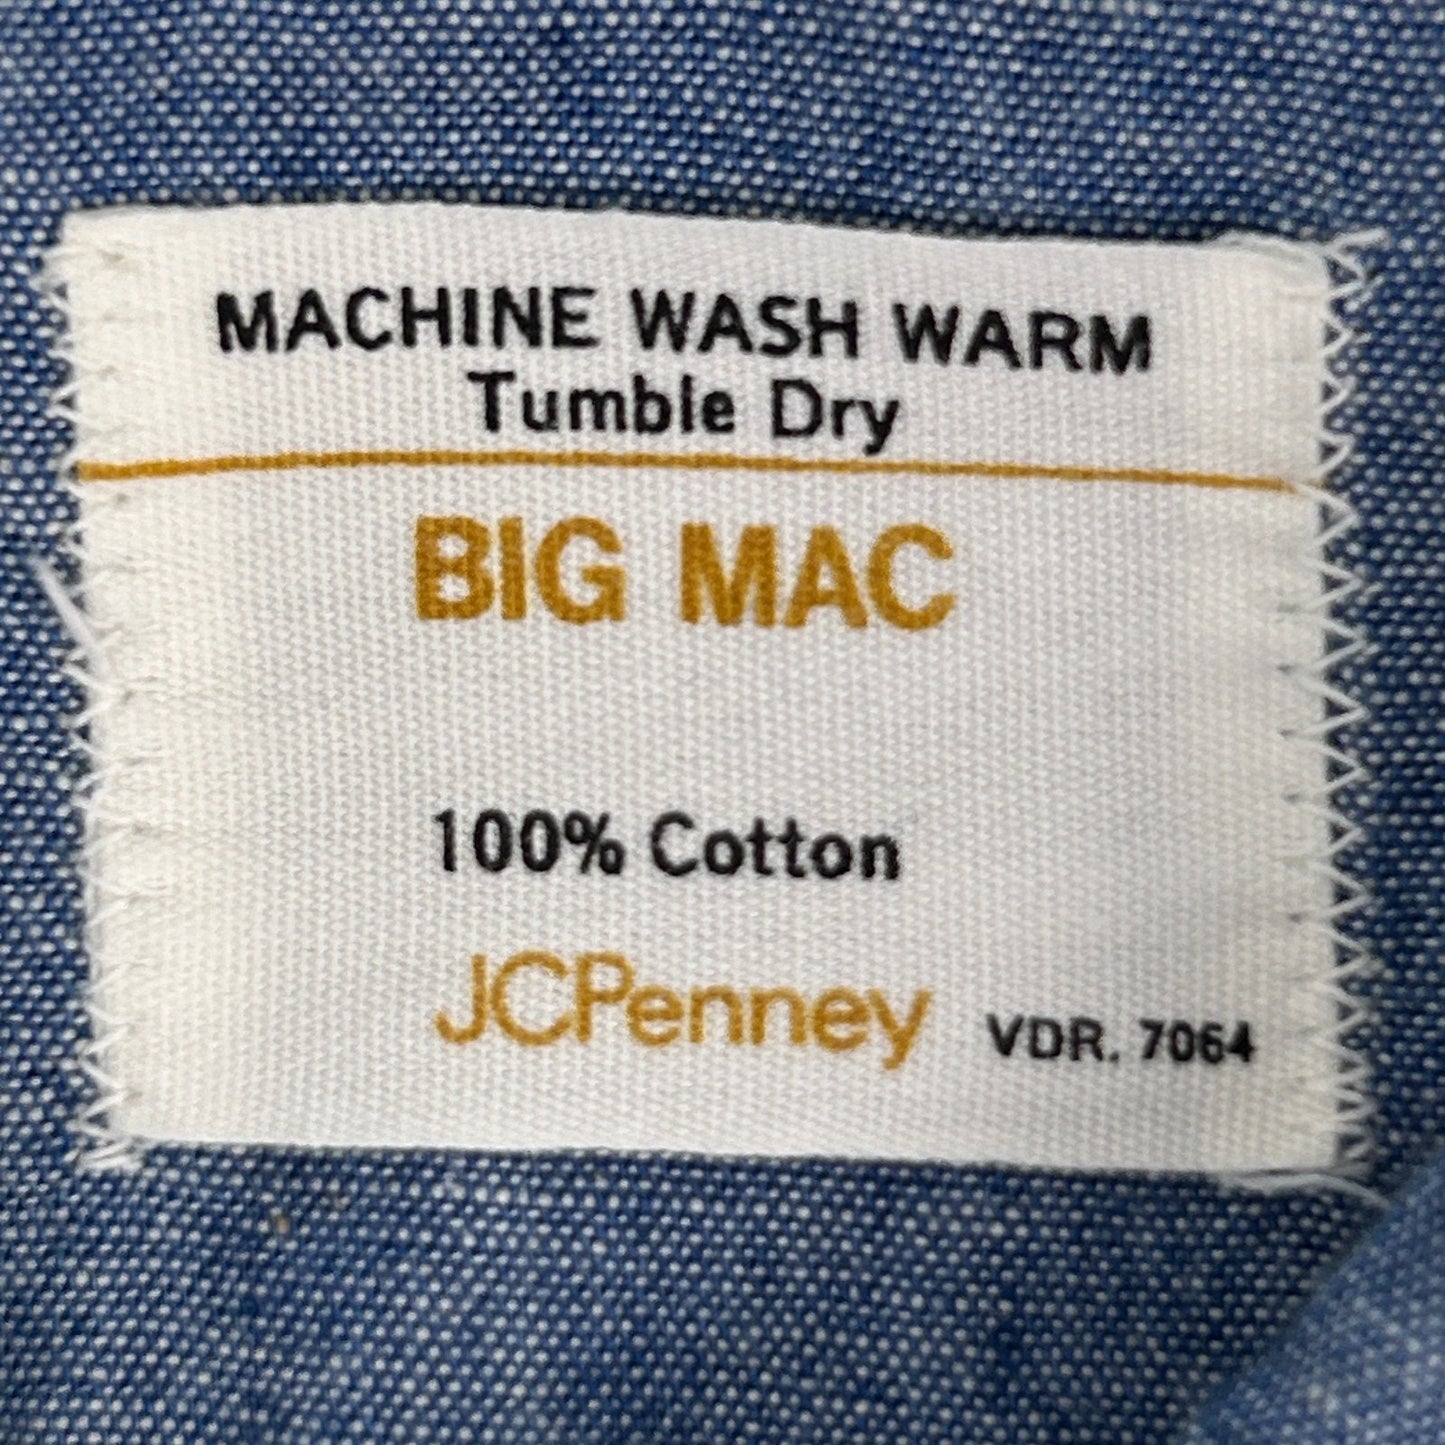 MACHINE WASH WARM
Tumble Dry
BIG MAC
100% Cotton
JCPenney VDR. 7064